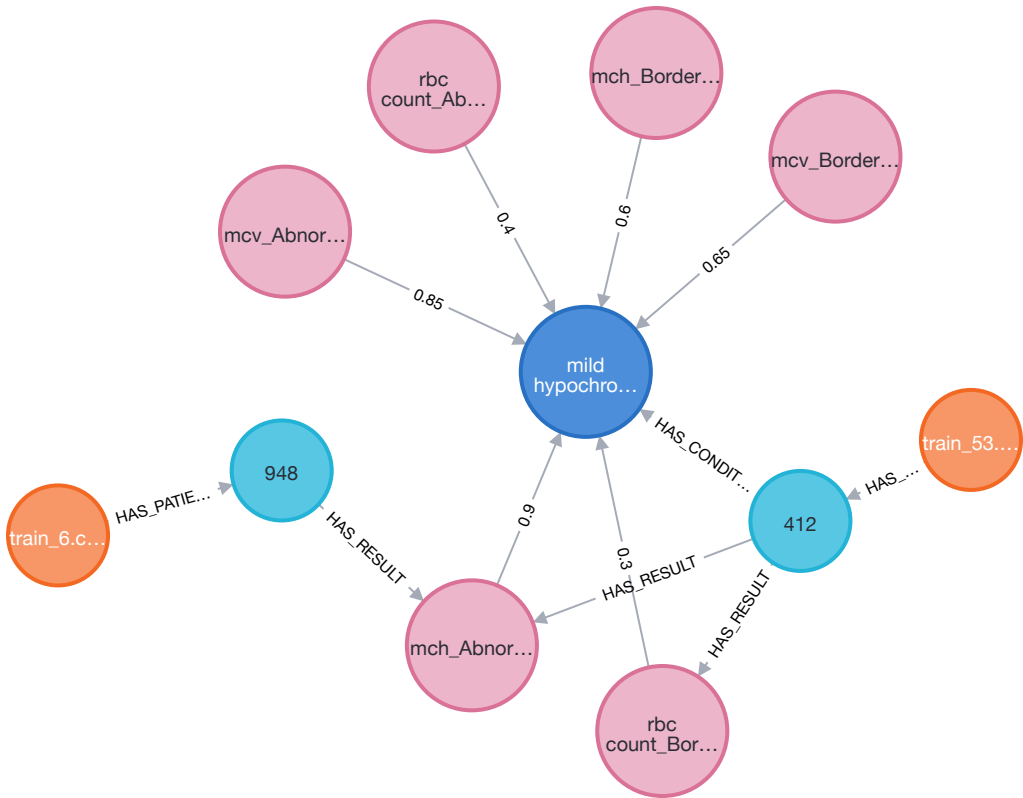 rbc
count_Ab…
mch_Border…
mcv_Border…
mcv_Abnor…
0.4
0.6
0.65
0.85
mild
hypochro…
train_53.…
HAS_CONDIT…
HAS_…
948
412
train_6.c…
HAS_PATIE…
HAS_RESULT
0.9
0.3
HAS_RESULT
HAS_RESULT
mch_Abnor…
rbc
count_Bor…